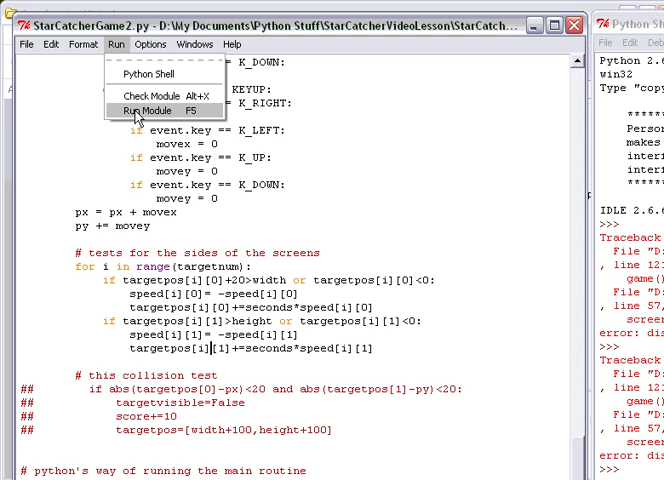 StarCatcherGame2.py - D:\My Documents\Python Stuff\StarCatcherVideoLesson\StarCatc...
File Edit Format Run Options Windows Help
Python Shell
Check Module Alt+X
Run Module F5
== K_DOWN:
KEYUP:
== K_RIGHT:
if event.key == K_LEFT:
movex = 0
if event.key == K_UP:
movey = 0
if event.key == K_DOWN:
movey = 0
px = px + movex
py += movey
# tests for the sides of the screens
for i in range(targetnum):
if targetpos[i][0]+20>width or targetpos[i][0]<0:
speed[i][0]= -speed[i][0]
targetpos[i][0]+=seconds*speed[i][0]
if targetpos[i][1]>height or targetpos[i][1]<0:
speed[i][1]= -speed[i][1]
targetpos[i][1]+=seconds*speed[i][1]
# this collision test
## if abs(targetpos[0]-px)<20 and abs(targetpos[1]-py)<20:
## targetvisible=False
## score+=10
## targetpos=[width+100,height+100]
# python's way of running the main routine
Python Shell
File Edit
Python 2.6
win32
Type "copy
*******
Person
makes
interf
interf
*******
IDLE 2.6.6
>>>
Traceback
File "D:
, line 121
game()
File "D:
, line 57,
screen
error: dis
>>>
Traceback
File "D:
, line 121
game()
File "D:
, line 57,
screen
error: dis
>>>